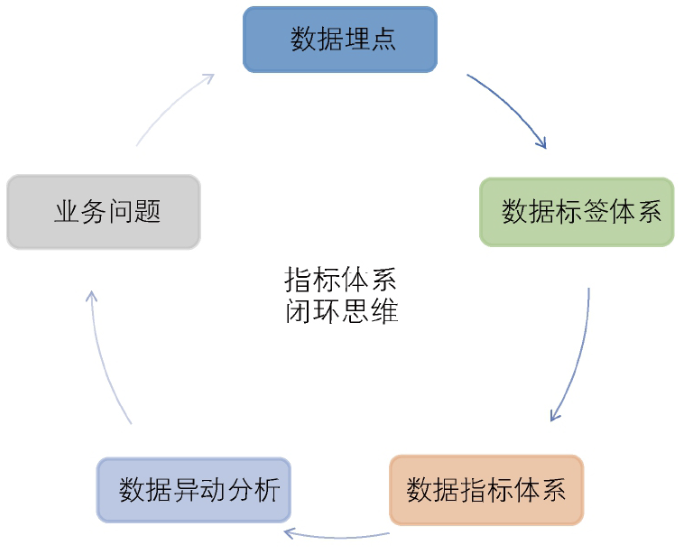 数据埋点
业务问题
数据标签体系
指标体系
闭环思维
数据异动分析
数据指标体系